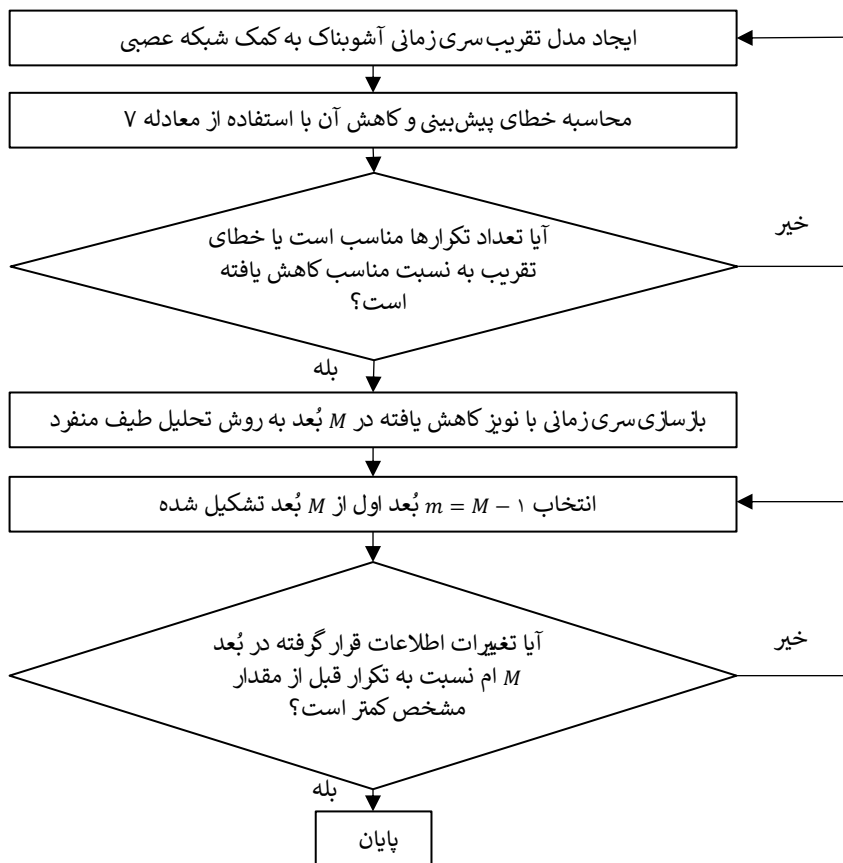 ایجاد مدل تقریب سری زمانی آشوبناک به کمک شبکه عصبی
محاسبه خطای پیش‌بینی و کاهش آن با استفاده از معادله ۷
آیا تعداد تکرارها مناسب است یا خطای
تقریب به نسبت مناسب کاهش یافته
است؟
خیر
بله
بازسازی سری زمانی با نویز کاهش یافته در M بُعد به روش تحلیل طیف منفرد
انتخاب m = M − ۱ بُعد اول از M بُعد تشکیل شده
آیا تغییرات اطلاعات قرار گرفته در بُعد
M ام نسبت به تکرار قبل از مقدار
مشخص کمتر است؟
خیر
بله
پایان